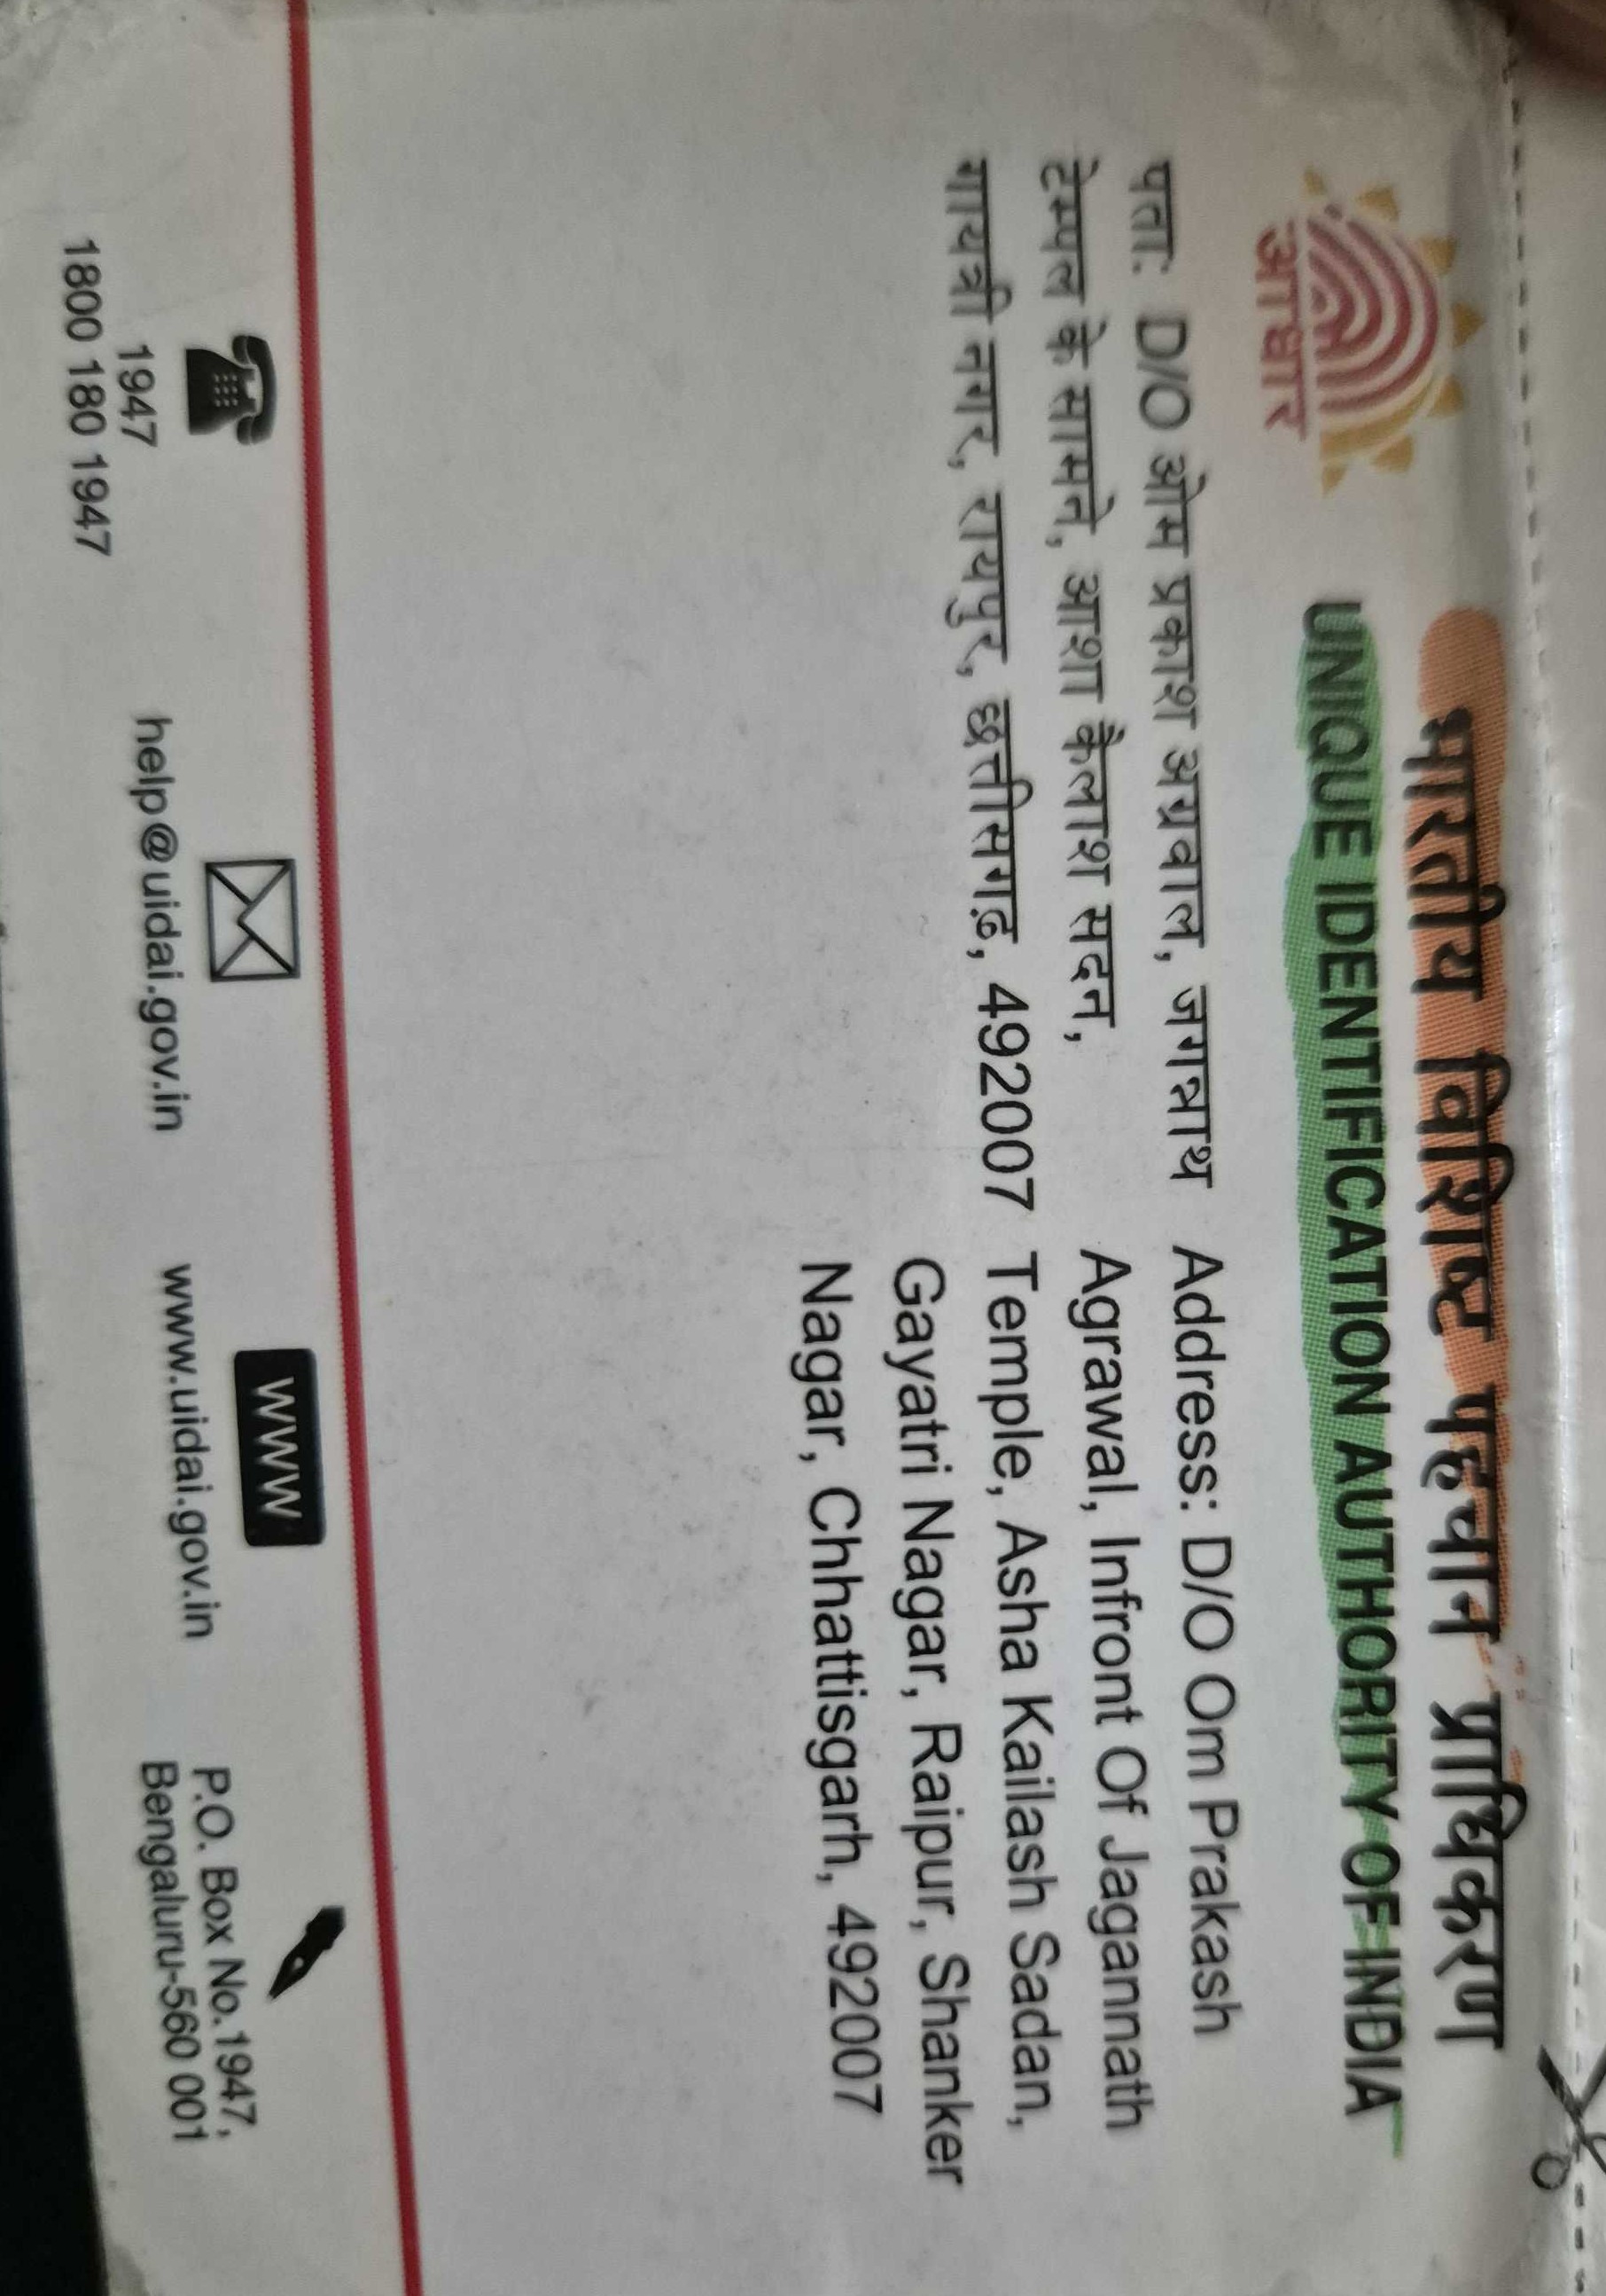 भारतीय विशिष्ट पहचान प्राधिकरण
UNIQUE IDENTIFICATION AUTHORITY OF INDIA
आधार
पता: D/O ओम प्रकाश अग्रवाल, जगन्नाथ
टेम्पल के सामने, आशा कैलाश सदन,
गायत्री नगर, रायपुर, छत्तीसगढ़, 492007
Address: D/O Om Prakash
Agrawal, Infront Of Jagannath
Temple, Asha Kailash Sadan,
Gayatri Nagar, Raipur, Shanker
Nagar, Chhattisgarh, 492007
1947
1800 180 1947
help@uidai.gov.in
WWW
www.uidai.gov.in
P.O. Box No.1947,
Bengaluru-560 001